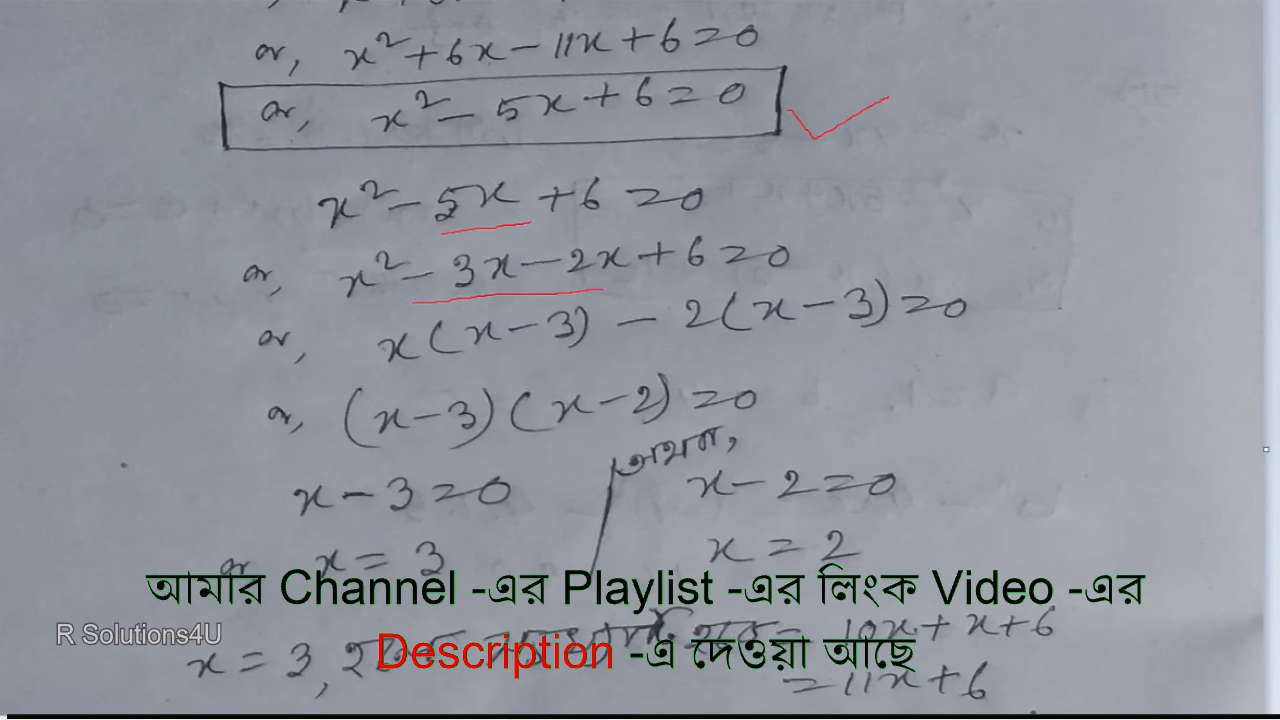 or, x² + 6x - 11x + 6 = 0
or, x² - 5x + 6 = 0
x² - 5x + 6 = 0
or, x² - 3x - 2x + 6 = 0
or, x(x - 3) - 2(x - 3) = 0
or, (x - 3)(x - 2) = 0
অথবা,
x - 3 = 0 x - 2 = 0
or x = 3 x = 2
আমার Channel -এর Playlist -এর লিংক Video -এর
R Solutions4U
10x + x + 6
x = 3, 2
Description -এ দেওয়া আছে
= 11x + 6